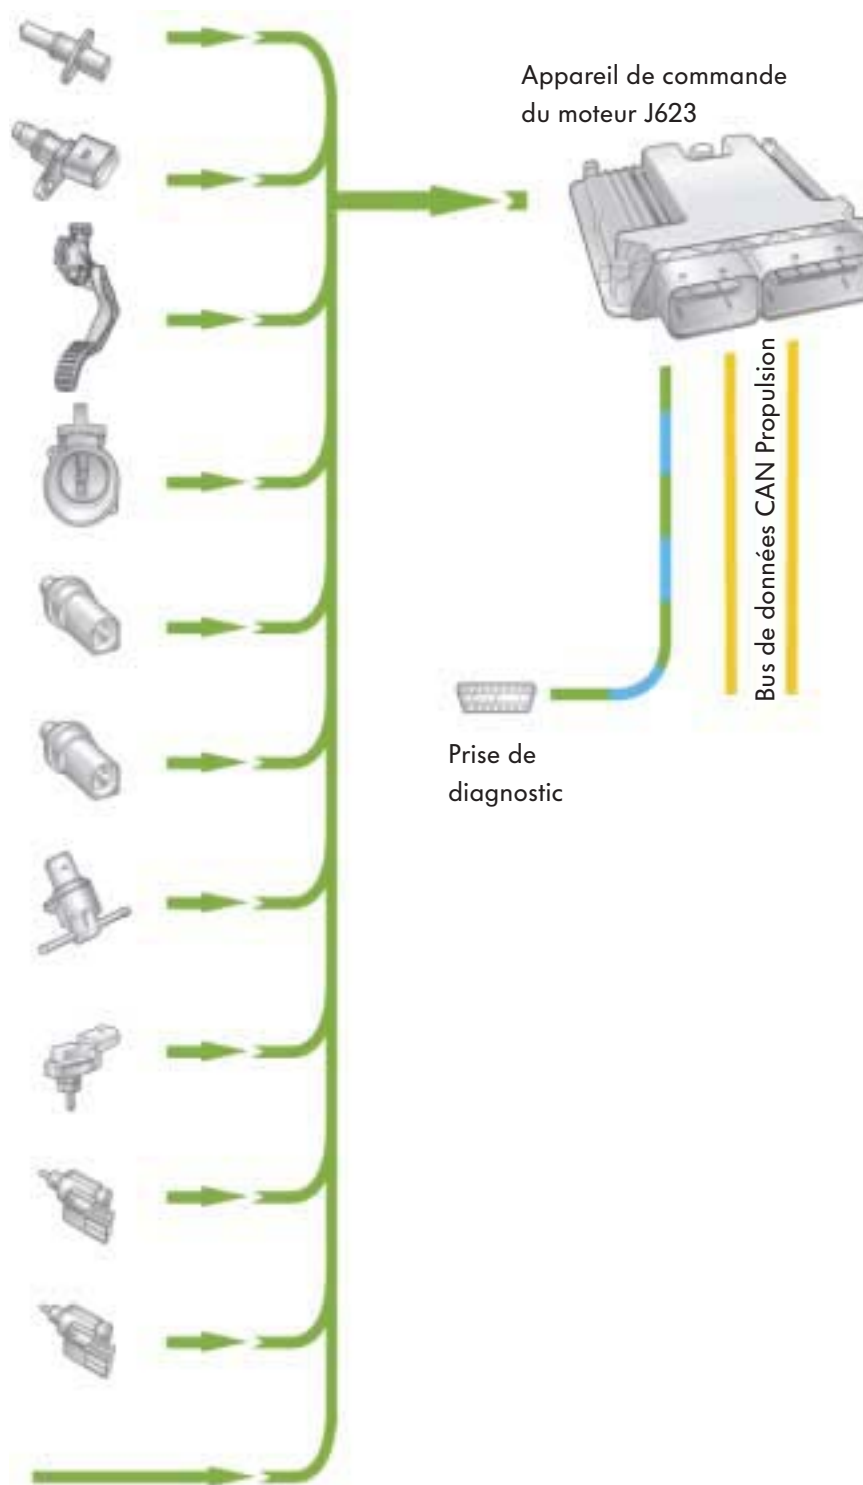 Appareil de commande
du moteur J623
Bus de données CAN Propulsion
Prise de
diagnostic